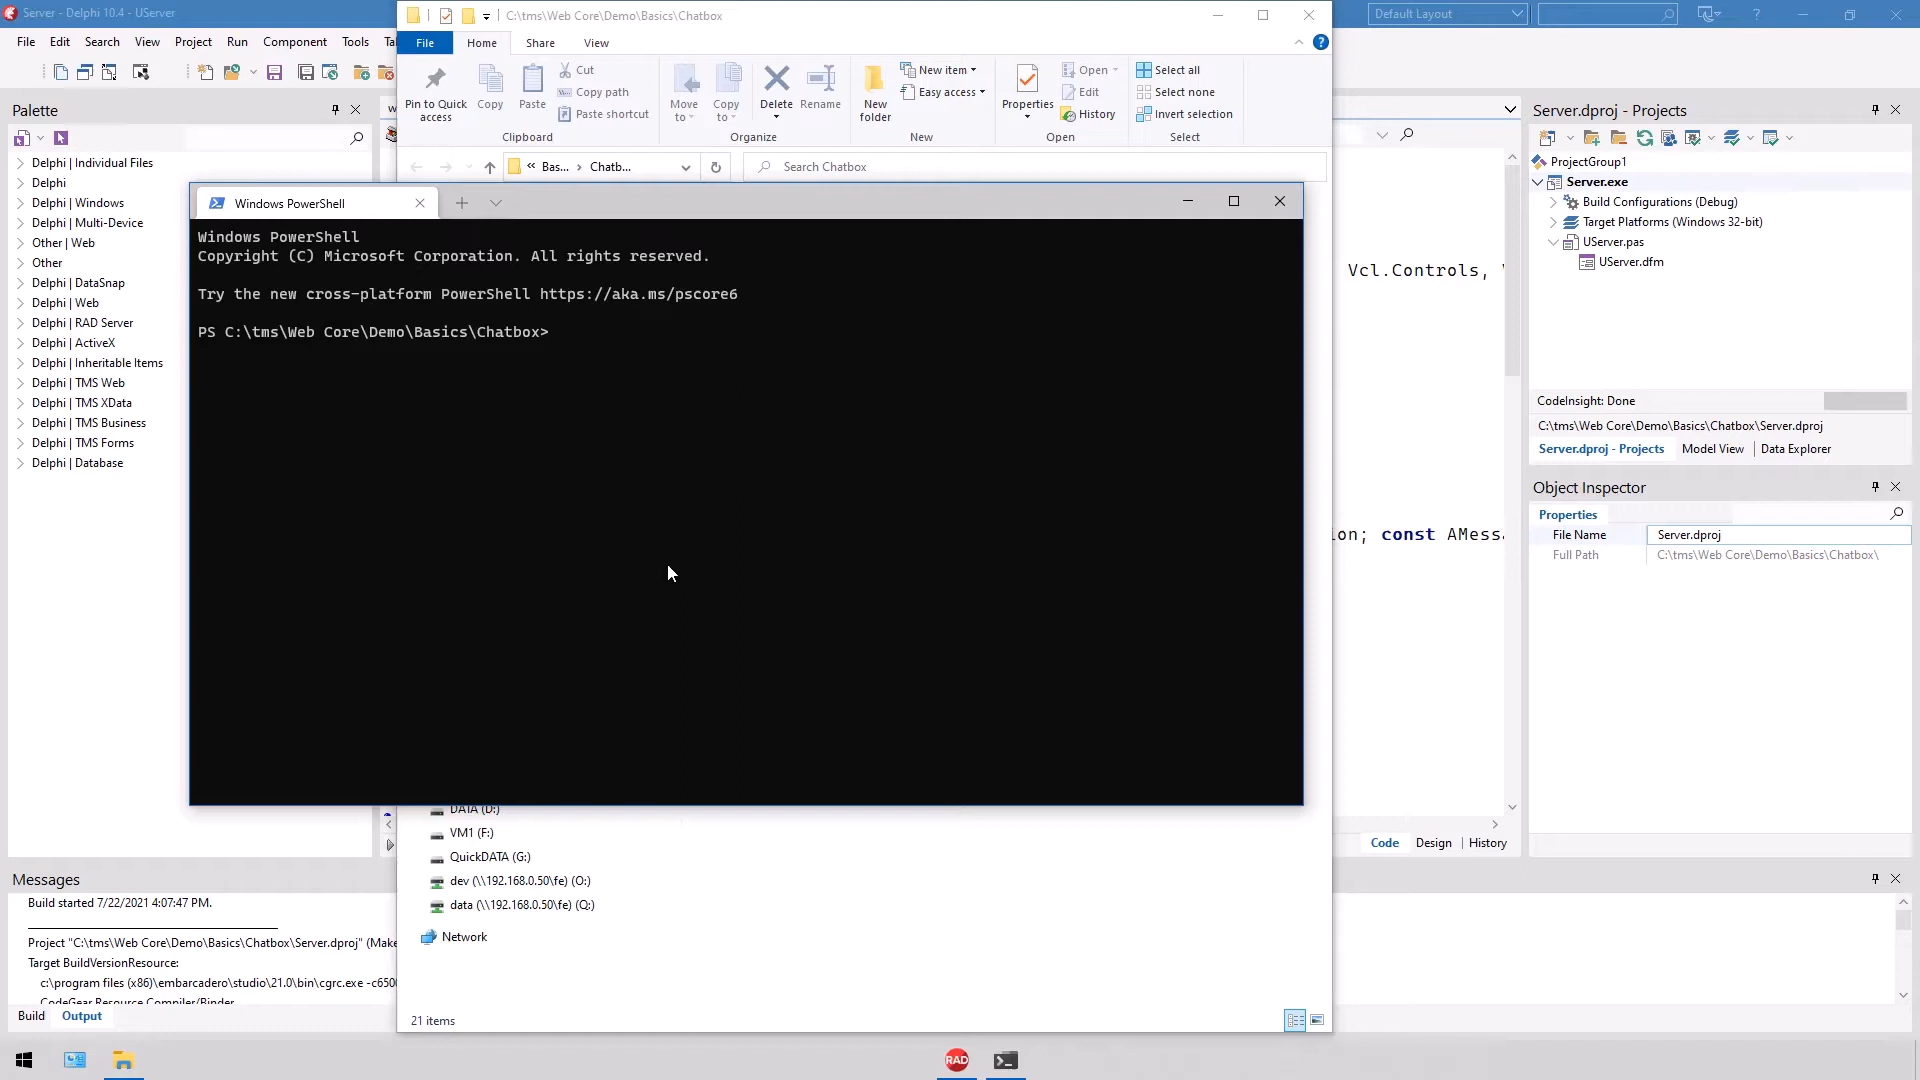 Server - Delphi 10.4 - UServer
C:\tms\Web Core\Demo\Basics\Chatbox
Default Layout
File Edit Search View Project Run Component Tools
File Home Share View
Pin to Quick access
Copy
Paste
Cut
Copy path
Paste shortcut
Clipboard
Move to
Copy to
Delete
Rename
Organize
New folder
New item
Easy access
New
Properties
Open
Edit
History
Open
Select all
Select none
Invert selection
Select
« Bas... › Chatb...
Search Chatbox
Palette
Delphi | Individual Files
Delphi
Delphi | Windows
Delphi | Multi-Device
Other | Web
Other
Delphi | DataSnap
Delphi | Web
Delphi | RAD Server
Delphi | ActiveX
Delphi | Inheritable Items
Delphi | TMS Web
Delphi | TMS XData
Delphi | TMS Business
Delphi | TMS Forms
Delphi | Database
Windows PowerShell
Windows PowerShell
Copyright (C) Microsoft Corporation. All rights reserved.
Try the new cross-platform PowerShell https://aka.ms/pscore6
PS C:\tms\Web Core\Demo\Basics\Chatbox>
Vcl.Controls,
ion; const AMessa
Code Design History
Server.dproj - Projects
ProjectGroup1
Server.exe
Build Configurations (Debug)
Target Platforms (Windows 32-bit)
UServer.pas
UServer.dfm
CodeInsight: Done
C:\tms\Web Core\Demo\Basics\Chatbox\Server.dproj
Server.dproj - Projects Model View Data Explorer
Object Inspector
Properties
File Name Server.dproj
Full Path C:\tms\Web Core\Demo\Basics\Chatbox\
DATA (D:)
VM1 (F:)
QuickDATA (G:)
dev (\\192.168.0.50\fe) (O:)
data (\\192.168.0.50\fe) (Q:)
Network
21 items
Messages
Build started 7/22/2021 4:07:47 PM.
Project "C:\tms\Web Core\Demo\Basics\Chatbox\Server.dproj" (Make
Target BuildVersionResource:
c:\program files (x86)\embarcadero\studio\21.0\bin\cgrc.exe -c650
CodeGear Resource Compiler/Binder
Build Output
RAD